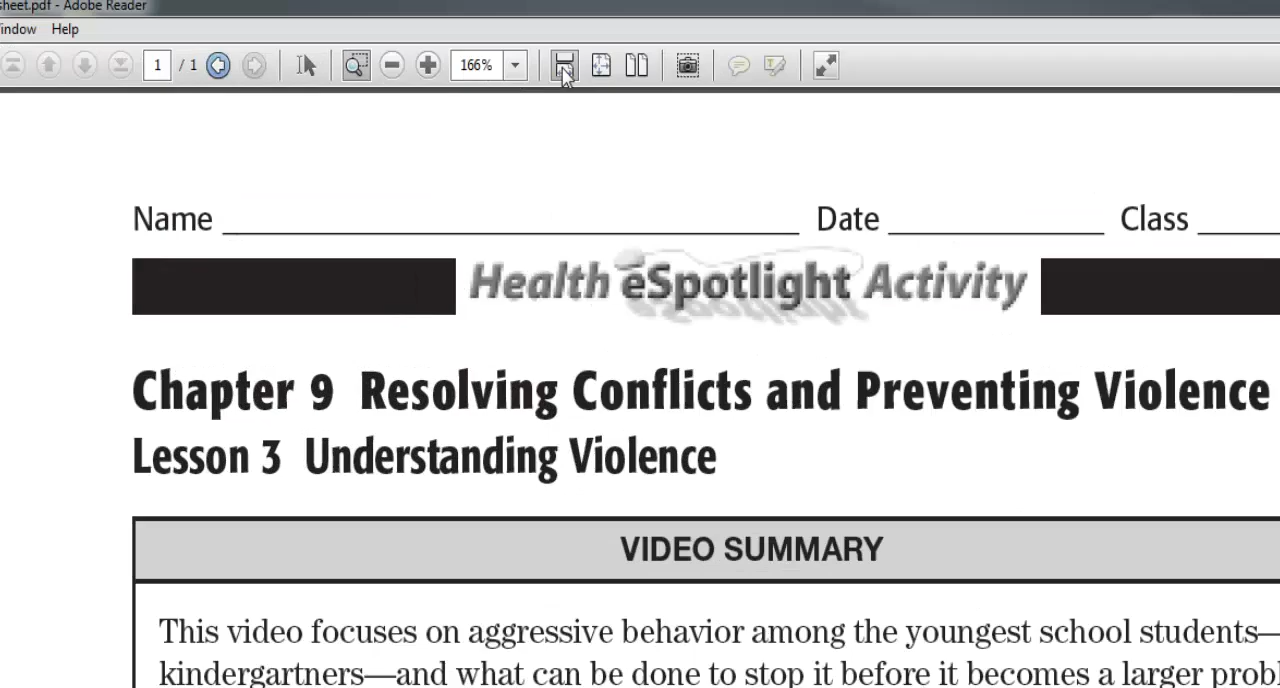 sheet.pdf - Adobe Reader
indow Help
1 / 1 166%
Name Date Class
Health eSpotlight Activity
Chapter 9 Resolving Conflicts and Preventing Violence
Lesson 3 Understanding Violence
VIDEO SUMMARY
This video focuses on aggressive behavior among the youngest school students—
kindergartners—and what can be done to stop it before it becomes a larger probl